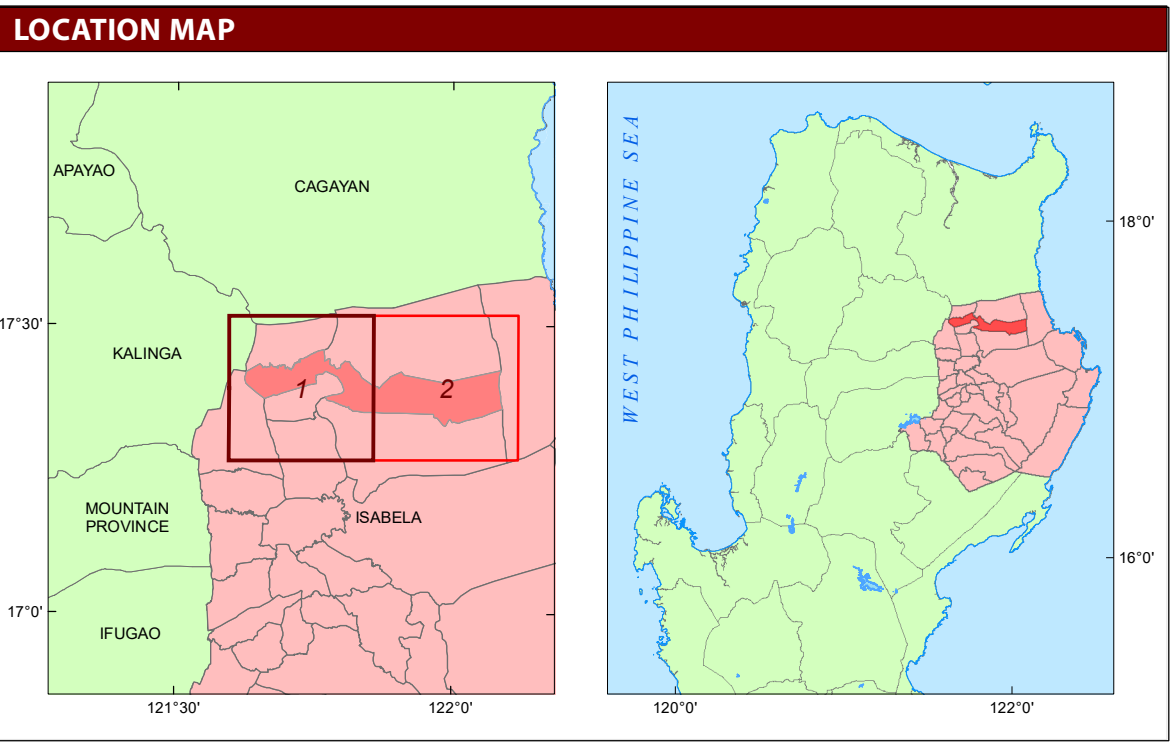 LOCATION MAP
APAYAO
CAGAYAN
17°30'
KALINGA
1
2
MOUNTAIN
PROVINCE
ISABELA
17°0'
IFUGAO
121°30'
122°0'
WEST PHILIPPINE SEA
18°0'
16°0'
120°0'
122°0'